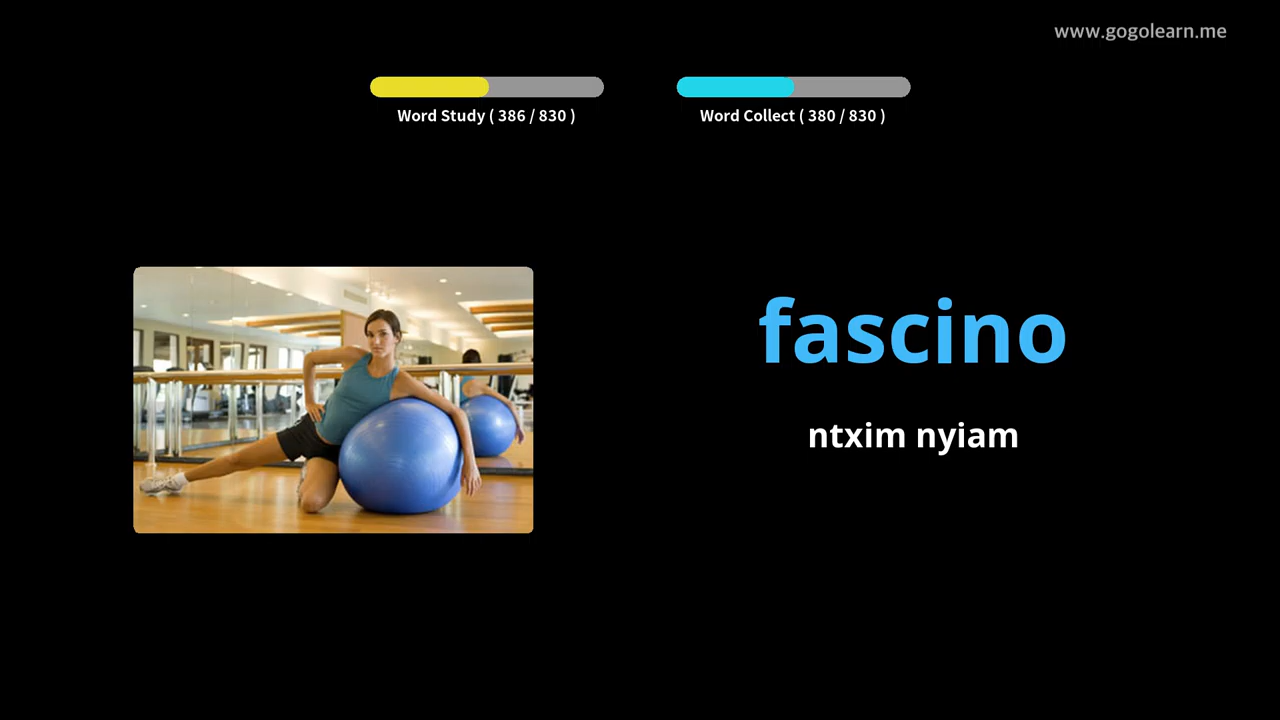 www.gogolearn.me
Word Study ( 386 / 830 )
Word Collect ( 380 / 830 )
fascino
ntxim nyiam